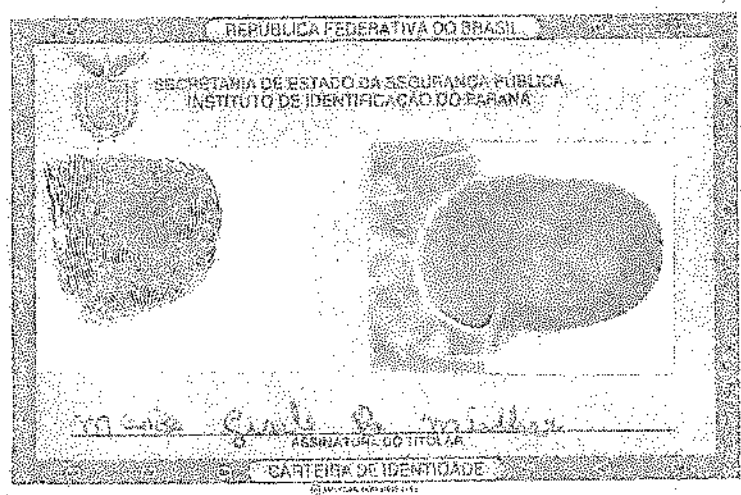 REPÚBLICA FEDERATIVA DO BRASIL
SECRETARIA DE ESTADO DA SEGURANÇA PÚBLICA
INSTITUTO DE IDENTIFICAÇÃO DO PARANÁ
ASSINATURA DO TITULAR
CARTEIRA DE IDENTIDADE